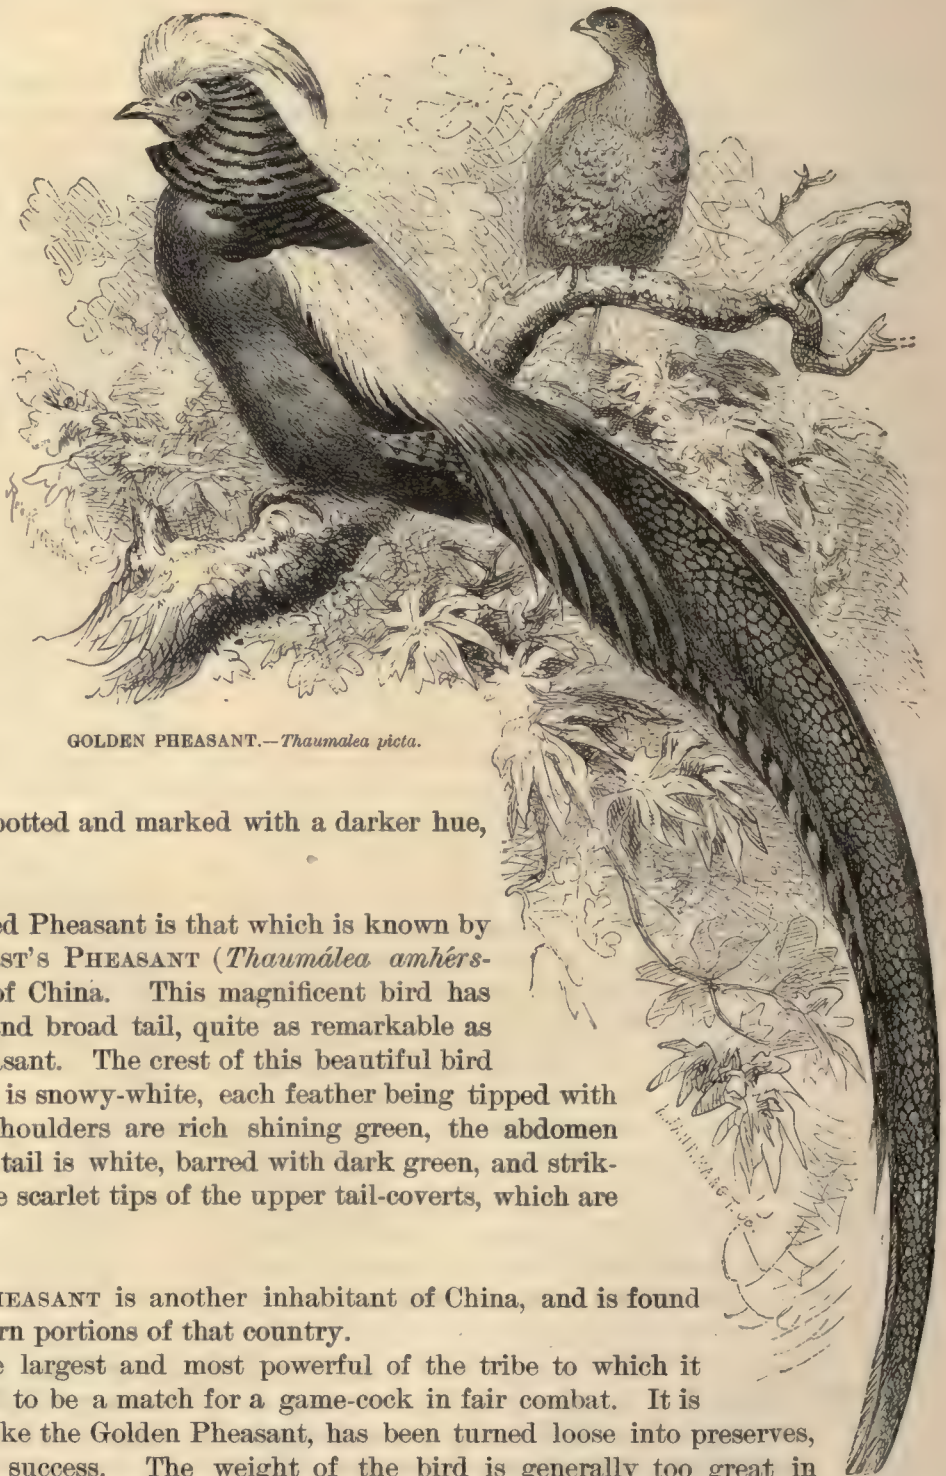 GOLDEN PHEASANT.—Thaumalea picta.
potted and marked with a darker hue,
ed Pheasant is that which is known by
ST'S PHEASANT (Thaumálea amhérs-
of China. This magnificent bird has
nd broad tail, quite as remarkable as
asant. The crest of this beautiful bird
is snowy-white, each feather being tipped with
houlders are rich shining green, the abdomen
tail is white, barred with dark green, and strik-
e scarlet tips of the upper tail-coverts, which are
HEASANT is another inhabitant of China, and is found
rn portions of that country.
e largest and most powerful of the tribe to which it
to be a match for a game-cock in fair combat. It is
ke the Golden Pheasant, has been turned loose into preserves,
success. The weight of the bird is generally too great in